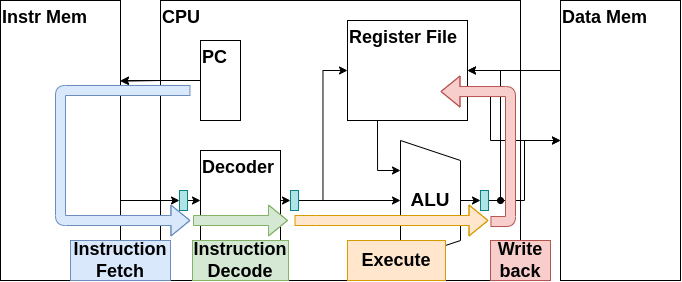 Instr Mem
CPU
Data Mem
PC
Register File
Decoder
ALU
Instruction
Fetch
Instruction
Decode
Execute
Write
back